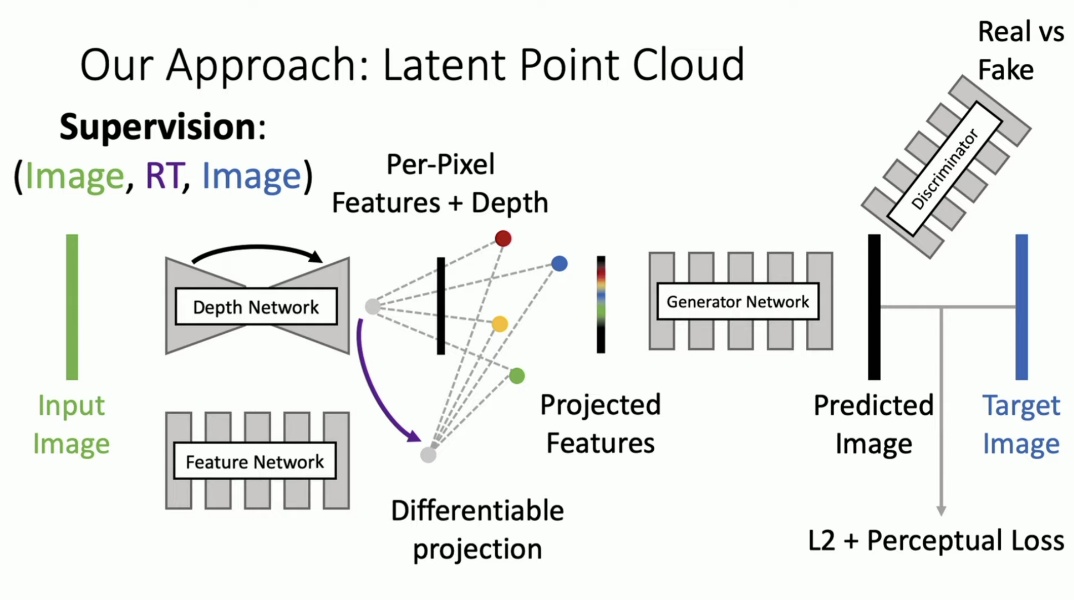 Real vs
Fake
Our Approach: Latent Point Cloud
Supervision:
(Image, RT, Image)
Per-Pixel
Features + Depth
Discriminator
Depth Network
Generator Network
Input
Image
Feature Network
Projected
Features
Predicted
Image
Target
Image
Differentiable
projection
L2 + Perceptual Loss